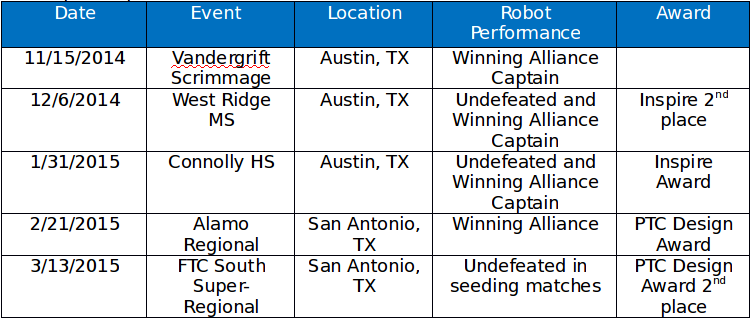 Date Event Location Robot Performance Award
11/15/2014 Vandergrift Scrimmage Austin, TX Winning Alliance Captain
12/6/2014 West Ridge MS Austin, TX Undefeated and Winning Alliance Captain Inspire 2nd place
1/31/2015 Connolly HS Austin, TX Undefeated and Winning Alliance Captain Inspire Award
2/21/2015 Alamo Regional San Antonio, TX Winning Alliance PTC Design Award
3/13/2015 FTC South Super-Regional San Antonio, TX Undefeated in seeding matches PTC Design Award 2nd place